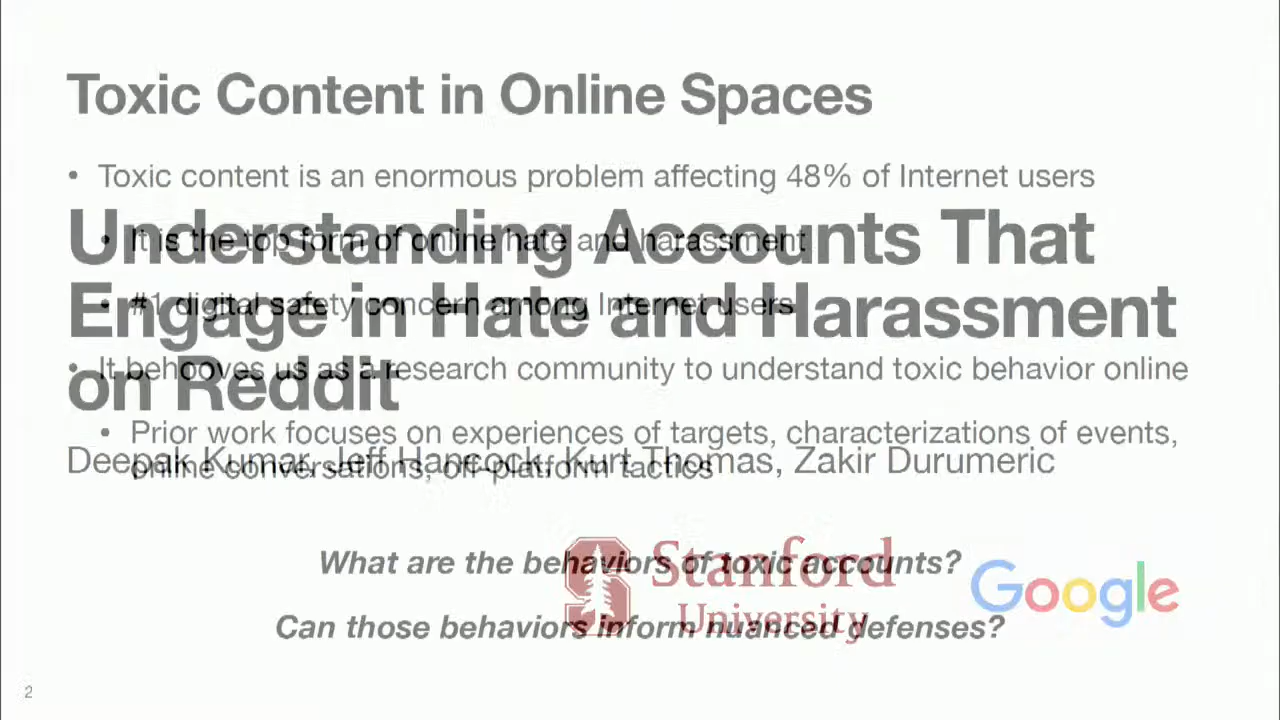 Toxic Content in Online Spaces
• Toxic content is an enormous problem affecting 48% of Internet users
• It is the top form of online hate and harassment
• #1 digital safety concern among Internet users
• It behooves us as a research community to understand toxic behavior online
• Prior work focuses on experiences of targets, characterizations of events,
online conversations, off-platform tactics
What are the behaviors of toxic accounts?
Can those behaviors inform nuanced defenses?
2
Understanding Accounts That
Engage in Hate and Harassment
on Reddit
Deepak Kumar, Jeff Hancock, Kurt Thomas, Zakir Durumeric
Stanford
University
Google